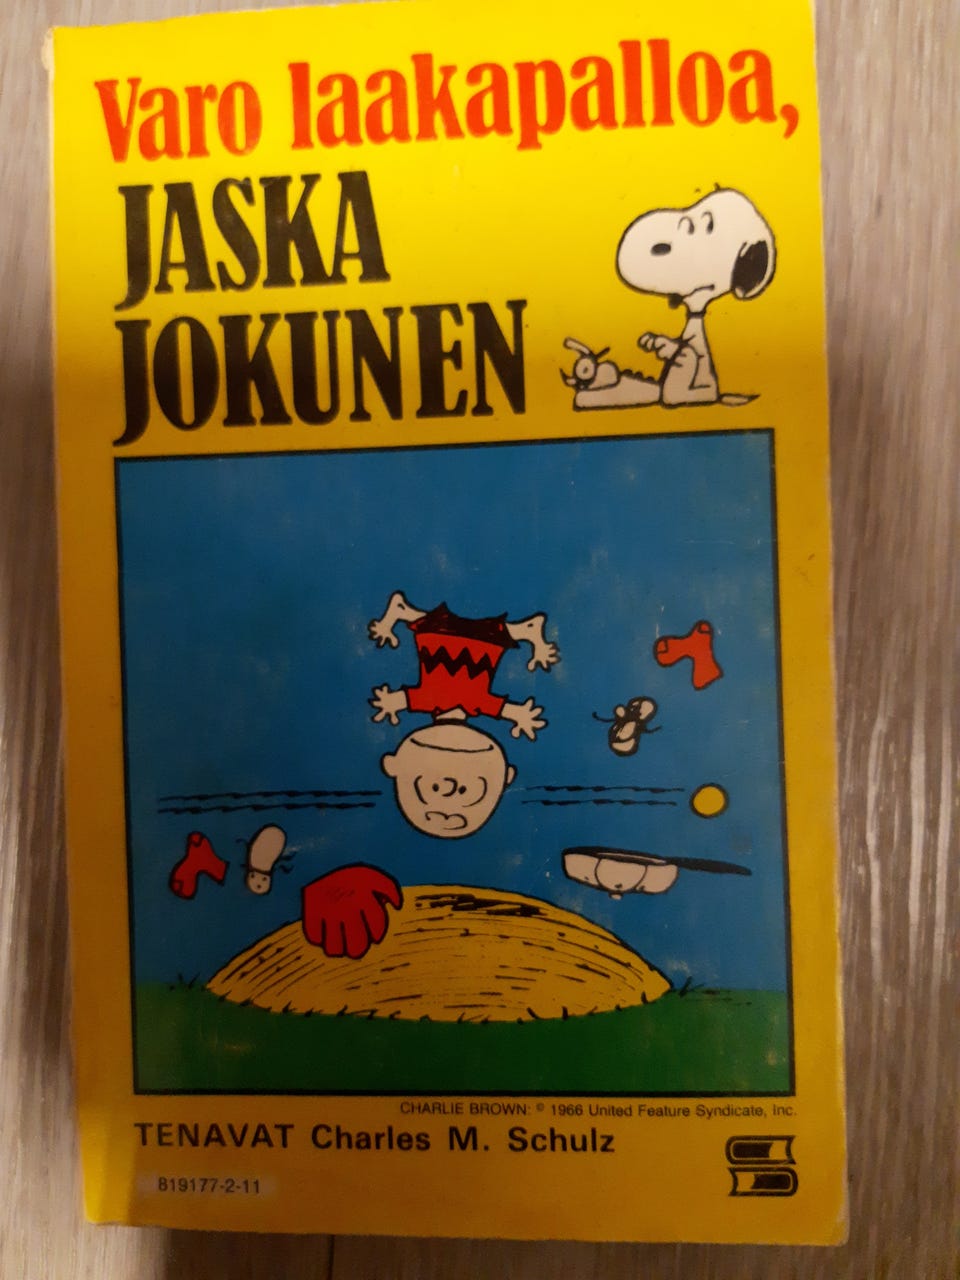 Varo laakapalloa,
JASKA
JOKUNEN
CHARLIE BROWN: © 1966 United Feature Syndicate, Inc.
TENAVAT Charles M. Schulz
819177-2-11